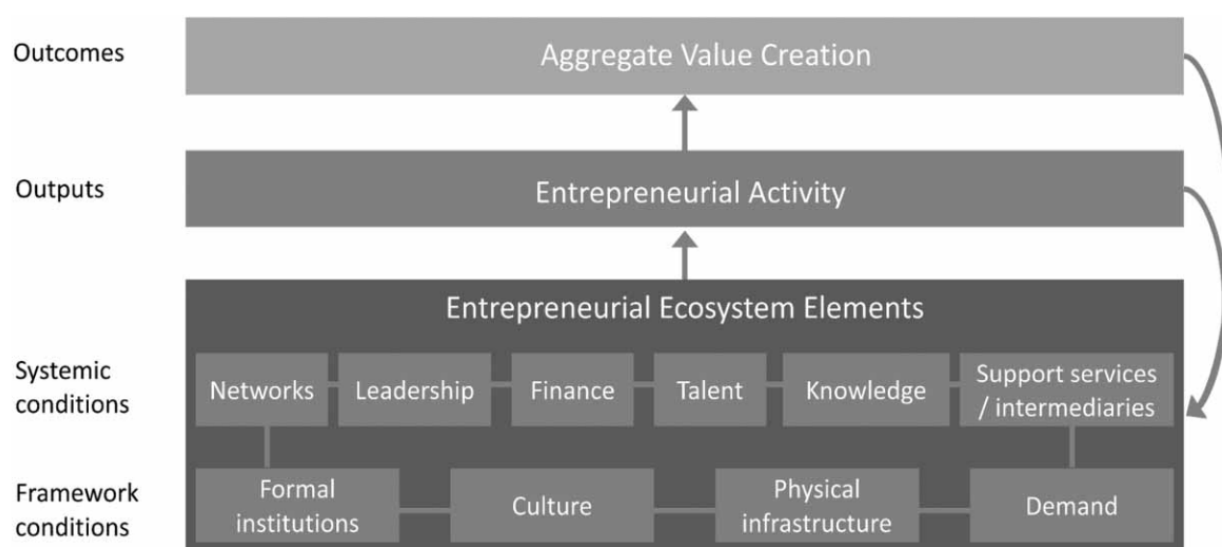 Outcomes
Aggregate Value Creation
Outputs
Entrepreneurial Activity
Entrepreneurial Ecosystem Elements
Systemic
conditions
Networks
Leadership
Finance
Talent
Knowledge
Support services
/ intermediaries
Framework
conditions
Formal
institutions
Culture
Physical
infrastructure
Demand